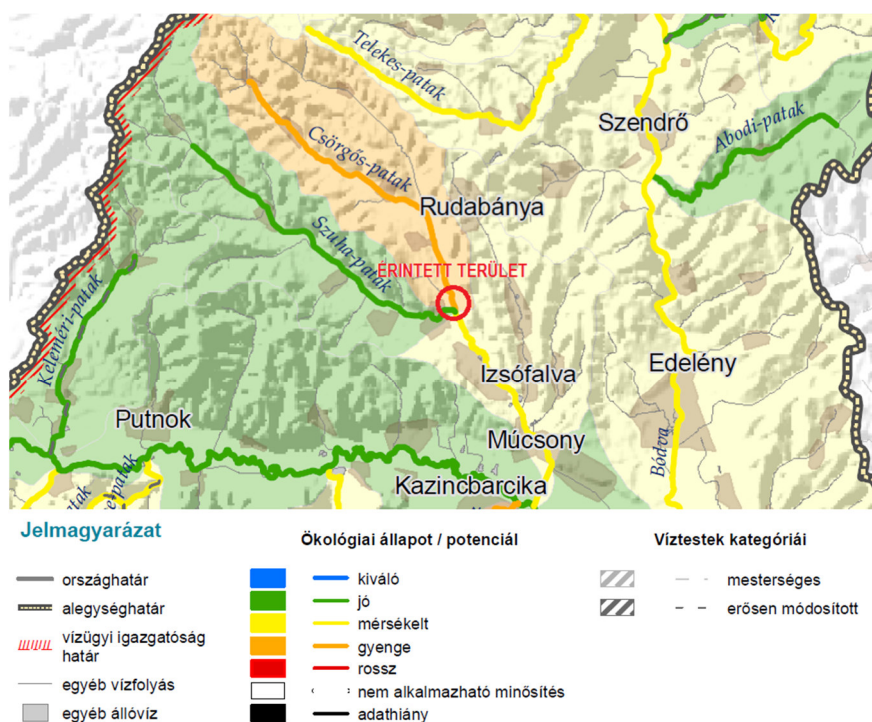 Telekes-patak
Szendrő
Abodi-patak
Csörgős-patak
Rudabánya
Szuha-patak
ÉRINTETT TERÜLET
Keleméri-patak
Izsófalva
Edelény
Putnok
Múcsony
Bódva
Kazincbarcika
patak
e-patak
Jelmagyarázat
országhatár
alegységhatár
vízügyi igazgatóság
határ
egyéb vízfolyás
egyéb állóvíz
Ökológiai állapot / potenciál
kiváló
jó
mérsékelt
gyenge
rossz
nem alkalmazható minősítés
adathiány
Víztestek kategóriái
mesterséges
erősen módosított